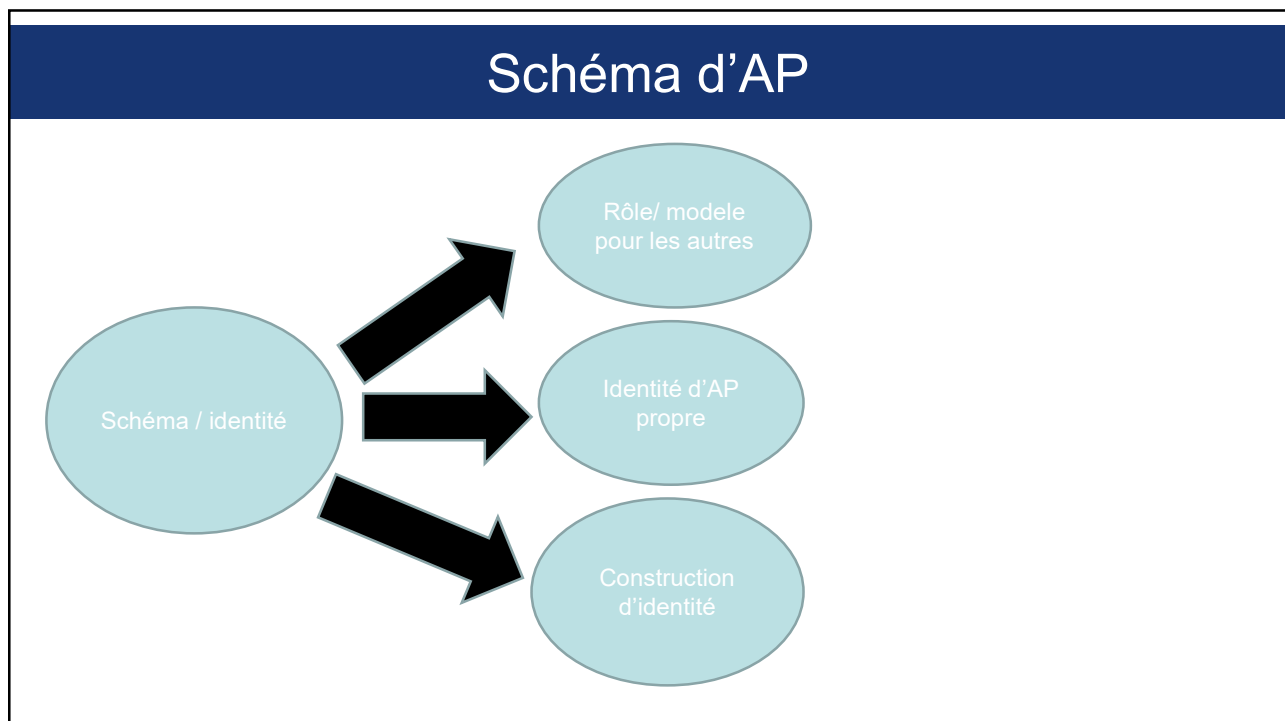 Schéma d’AP
Rôle/ modele
pour les autres
Schéma / identité
Identité d’AP
propre
Construction
d’identité